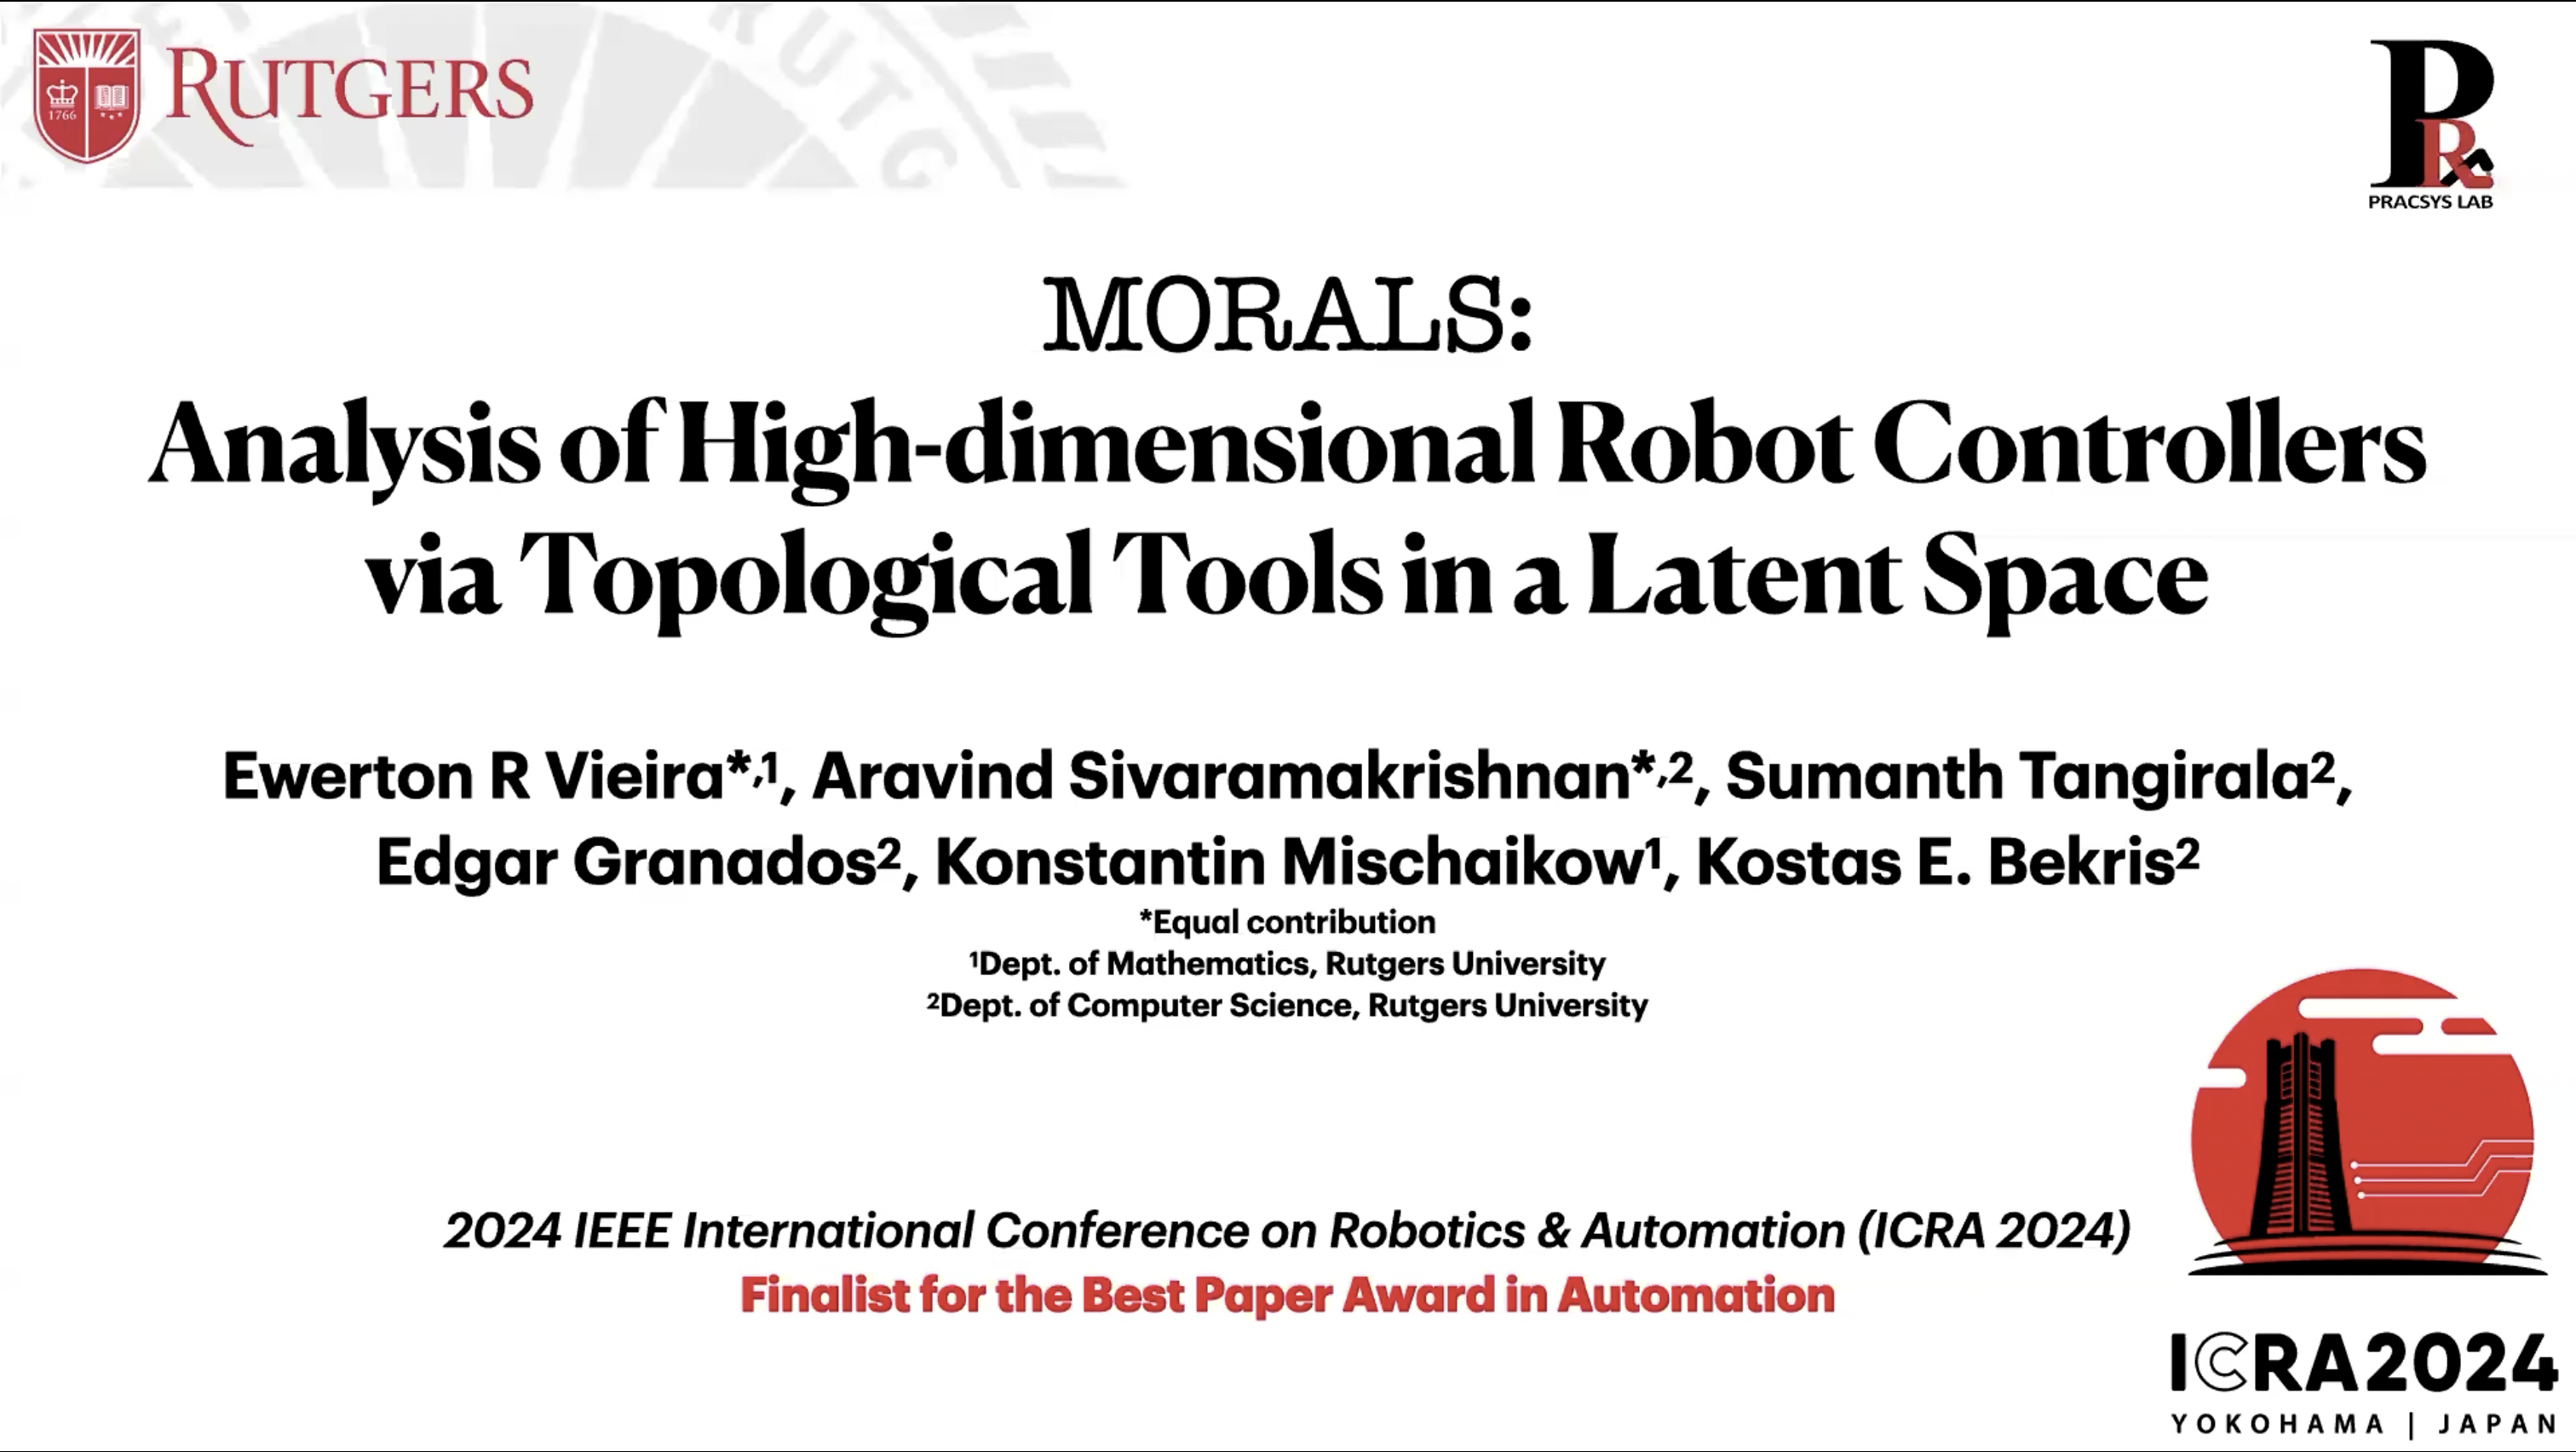 RUTGERS
1766
RUTG
PR
PRACSYS LAB
MORALS:
Analysis of High-dimensional Robot Controllers
via Topological Tools in a Latent Space
Ewerton R Vieira*,¹, Aravind Sivaramakrishnan*,², Sumanth Tangirala²,
Edgar Granados², Konstantin Mischaikow¹, Kostas E. Bekris²
*Equal contribution
¹Dept. of Mathematics, Rutgers University
²Dept. of Computer Science, Rutgers University
2024 IEEE International Conference on Robotics & Automation (ICRA 2024)
Finalist for the Best Paper Award in Automation
ICRA2024
YOKOHAMA | JAPAN